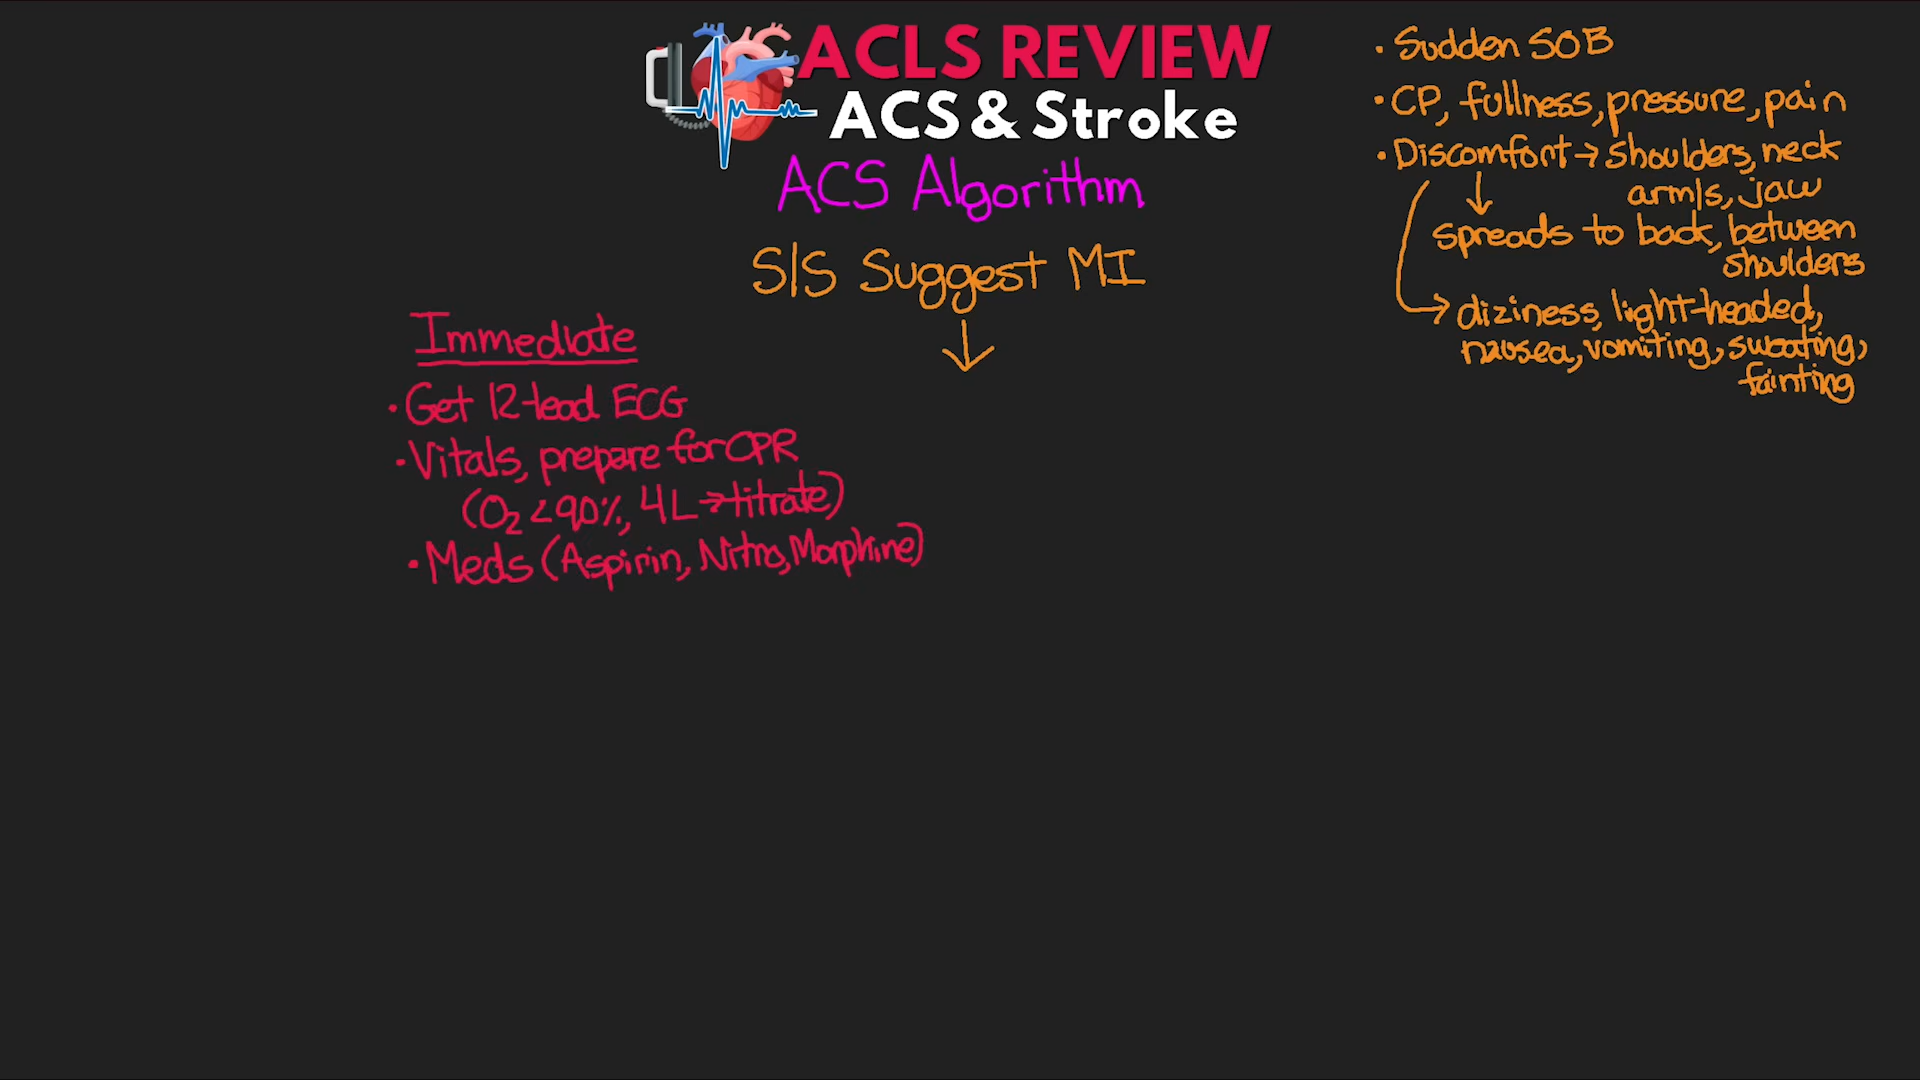 ACLS REVIEW
ACS & Stroke
ACS Algorithm
S/S Suggest MI
Immediate
• Get 12-lead ECG
• Vitals, prepare for CPR
(O₂ < 90%, 4L → titrate)
• Meds (Aspirin, Nitro, Morphine)
• Sudden SOB
• CP, fullness, pressure, pain
• Discomfort → shoulders, neck
arm/s, jaw
spreads to back, between
shoulders
diziness, light-headed,
nausea, vomiting, sweating,
fainting